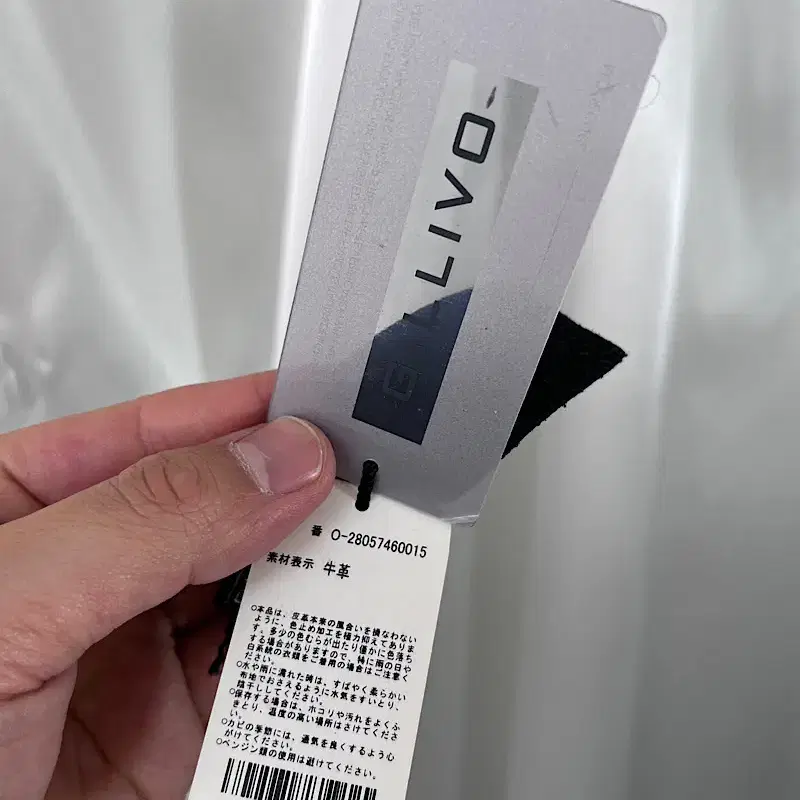 LIVO
番 O-28057460015
素材表示 牛革
○本品は、皮革本来の風合いを損なわない
ように、色止め加工を極力抑えてありま
す。多少の色むらが出たり僅かに色落ち
する場合がありますので、特に雨の日や
白系統の衣類をご着用の場合はご注意く
ださい。
○水や雨に濡れた時は、すばやく柔らかい
布地でおさえるように水気をすいとり、
陰干ししてください。
○保存する場合は、ホコリや汚れをよくふ
きとり、温度の高い場所はさけてくださ
い。
○カビの季節には、通気を良くするよう心
がけてください。
○ベンジン類の使用は避けてください。